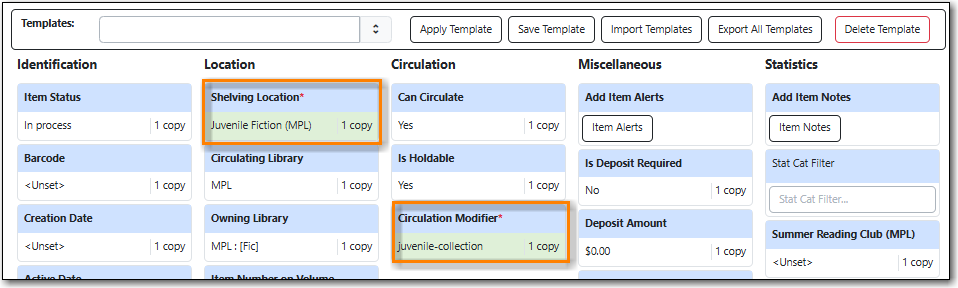 Templates:
Apply Template
Save Template
Import Templates
Export All Templates
Delete Template
Identification
Item Status
In process 1 copy
Barcode
<Unset> 1 copy
Creation Date
<Unset> 1 copy
Active Date
Location
Shelving Location*
Juvenile Fiction (MPL) 1 copy
Circulating Library
MPL 1 copy
Owning Library
MPL : [Fic] 1 copy
Item Number on Volume
Circulation
Can Circulate
Yes 1 copy
Is Holdable
Yes 1 copy
Circulation Modifier*
juvenile-collection 1 copy
Miscellaneous
Add Item Alerts
Item Alerts
Is Deposit Required
No 1 copy
Deposit Amount
$0.00 1 copy
Statistics
Add Item Notes
Item Notes
Stat Cat Filter
Stat Cat Filter...
Summer Reading Club (MPL)
<Unset> 1 copy